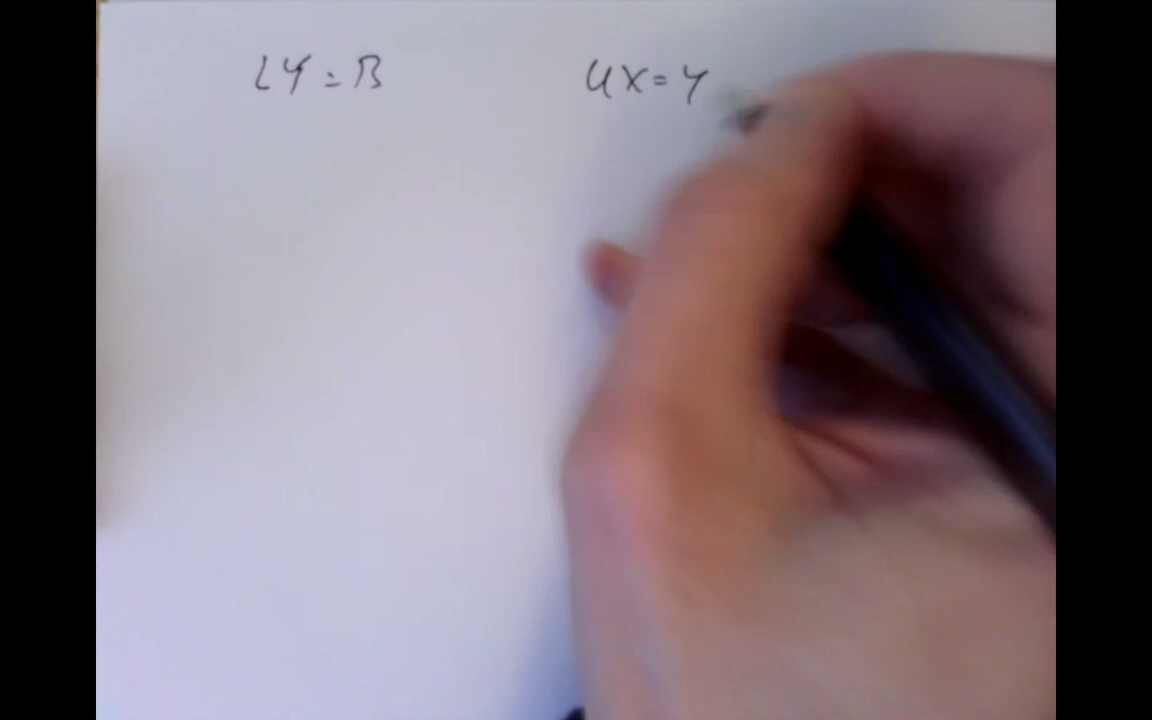 LY = B UX = Y